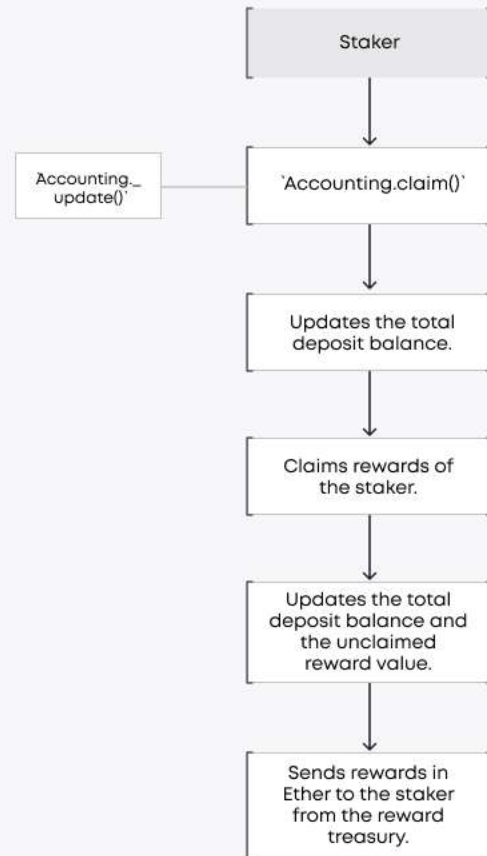 Staker
`Accounting._
update()`
`Accounting.claim()`
Updates the total
deposit balance.
Claims rewards of
the staker.
Updates the total
deposit balance and
the unclaimed
reward value.
Sends rewards in
Ether to the staker
from the reward
treasury.